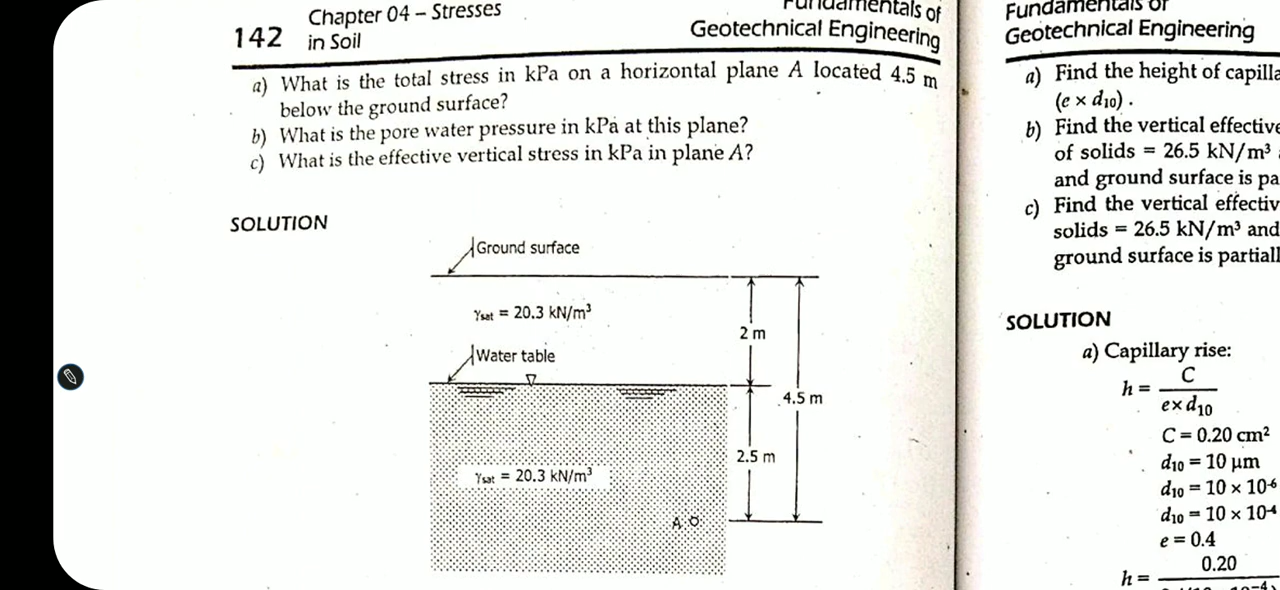 142
Chapter 04 – Stresses
in Soil
Fundamentals of
Geotechnical Engineering
a) What is the total stress in kPa on a horizontal plane A located 4.5 m
below the ground surface?
b) What is the pore water pressure in kPa at this plane?
c) What is the effective vertical stress in kPa in plane A?
SOLUTION
Ground surface
γsat = 20.3 kN/m³
2 m
Water table
4.5 m
2.5 m
γsat = 20.3 kN/m³
A
Fundamentals of
Geotechnical Engineering
a) Find the height of capilla
(e × d10) .
b) Find the vertical effective
of solids = 26.5 kN/m³
and ground surface is pa
c) Find the vertical effectiv
solids = 26.5 kN/m³ and
ground surface is partiall
SOLUTION
a) Capillary rise:
h = C
e×d10
C = 0.20 cm²
d10 = 10 μm
d10 = 10 × 10-6
d10 = 10 × 10-4
e = 0.4
h = 0.20